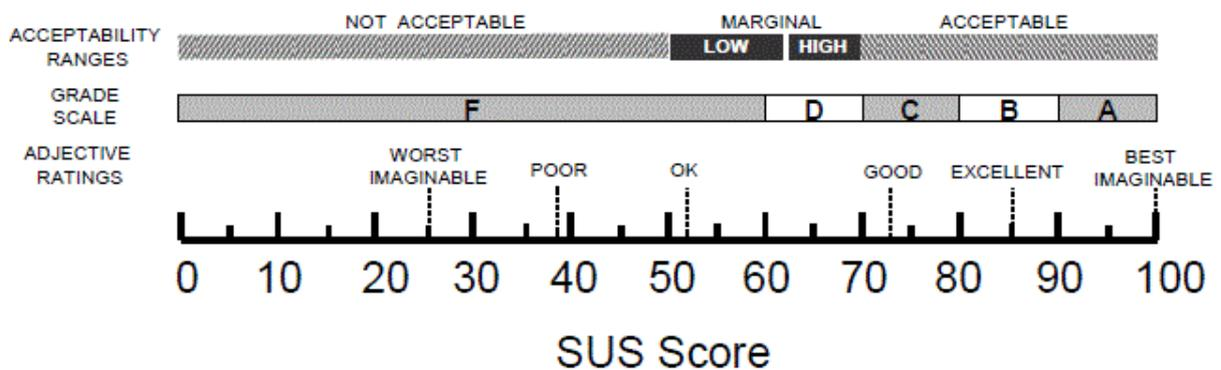 NOT ACCEPTABLE MARGINAL ACCEPTABLE
ACCEPTABILITY
RANGES
LOW HIGH
GRADE
SCALE
F D C B A
ADJECTIVE
RATINGS
WORST
IMAGINABLE
POOR
OK
GOOD
EXCELLENT
BEST
IMAGINABLE
0 10 20 30 40 50 60 70 80 90 100
SUS Score